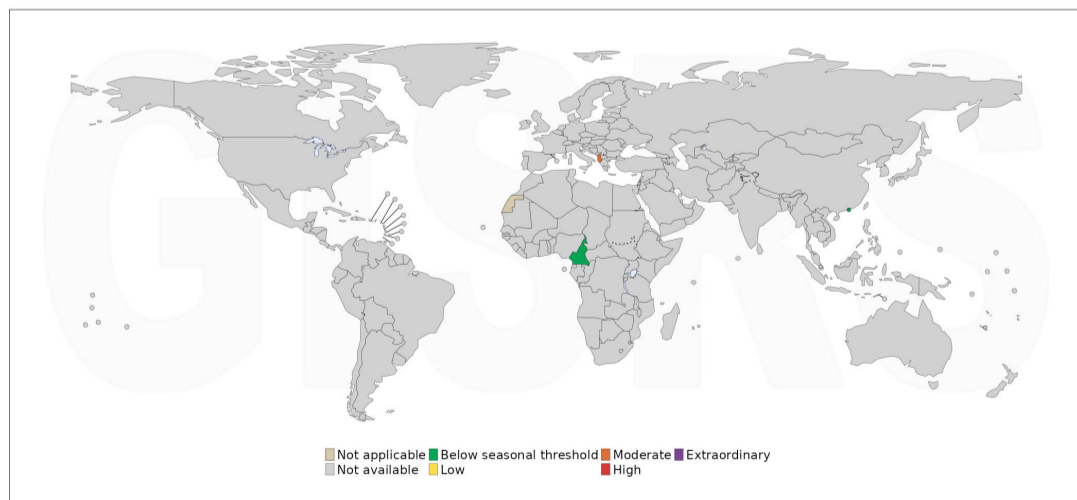 GISRS
Not applicable Below seasonal threshold Moderate Extraordinary
Not available Low High